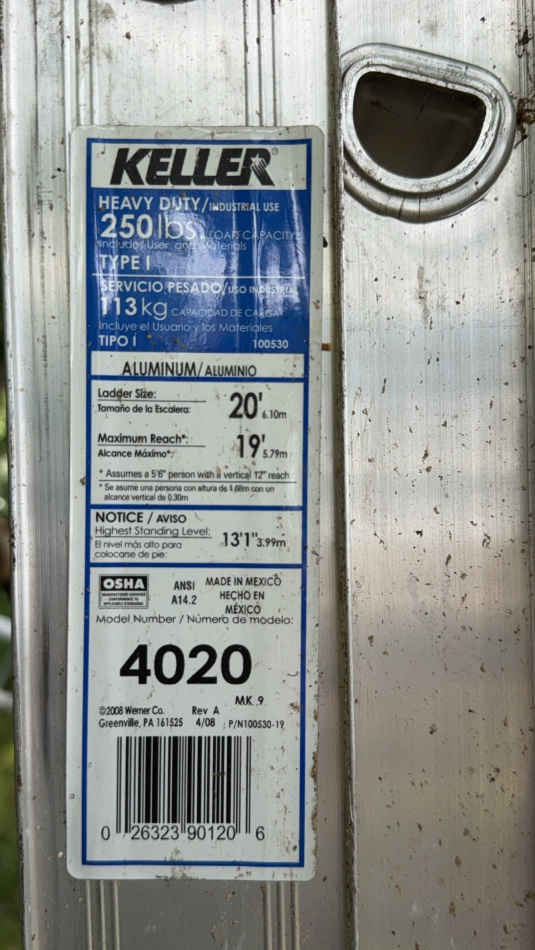 KELLER
HEAVY DUTY/INDUSTRIAL USE
250lbs. LOAD CAPACITY
Includes User and Materials
TYPE I
SERVICIO PESADO/USO INDUSTRIAL
113kg CAPACIDAD DE CARGA
Incluye el Usuario y los Materiales
TIPO I 100530
ALUMINUM/ALUMINIO
Ladder Size:
Tamaño de la Escalera:
20' 6.10m
Maximum Reach*:
Alcance Máximo*:
19' 5.79m
* Assumes a 5'6" person with a vertical 12" reach
* Se asume una persona con altura de 1.68m con un
alcance vertical de 0.30m
NOTICE / AVISO
Highest Standing Level:
El nivel más alto para
colocarse de pie:
13'1" 3.99m
OSHA
ANSI
A14.2
MADE IN MEXICO
HECHO EN
MÉXICO
Model Number / Número de modelo:
4020
MK 9
©2008 Werner Co. Rev A
Greenville, PA 161525 4/08 ; P/N100530-19
0 26323 90120 6